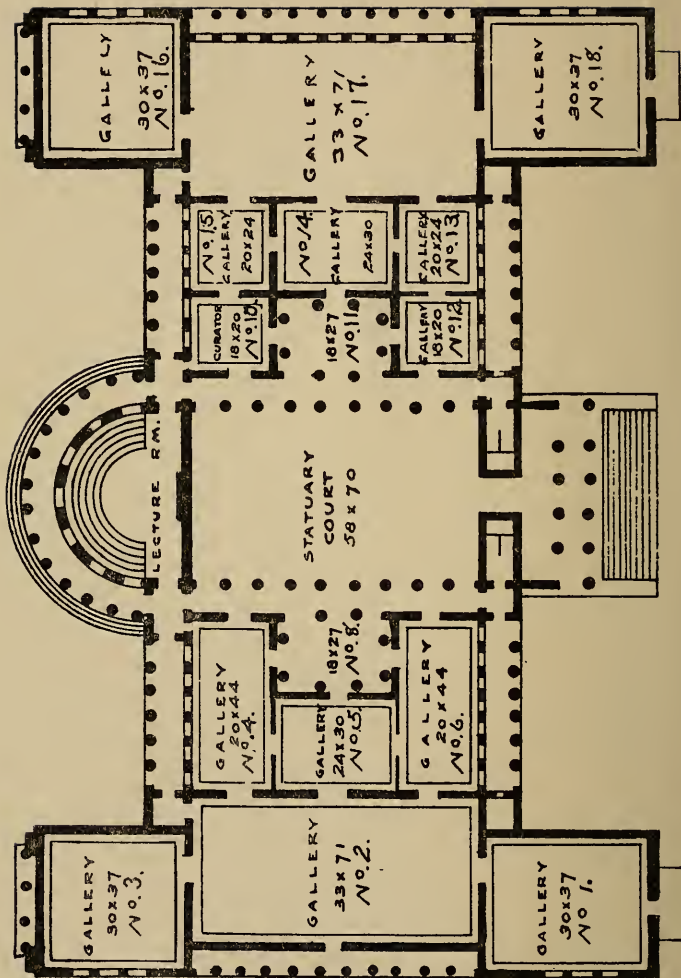 GALLELY
30x37
No. 16.
GALLERY
33x71
No. 17.
GALLERY
30x37
No. 18.
No. 15.
GALLERY
20x24
No. 14.
GALLERY
24x30
GALLERY
20x24
No. 13.
CURATOR
18x20
No. 10.
18x27
No. 11.
GALLERY
18x20
No. 12.
LECTURE RM.
STATUARY
COURT
58x70
GALLERY
20x44
No. 4.
18x27
No. 8.
GALLERY
24x30
No. 5.
GALLERY
20x44
No. 6.
GALLERY
30x37
No. 3.
GALLERY
33x71
No. 2.
GALLERY
30x37
No 1.